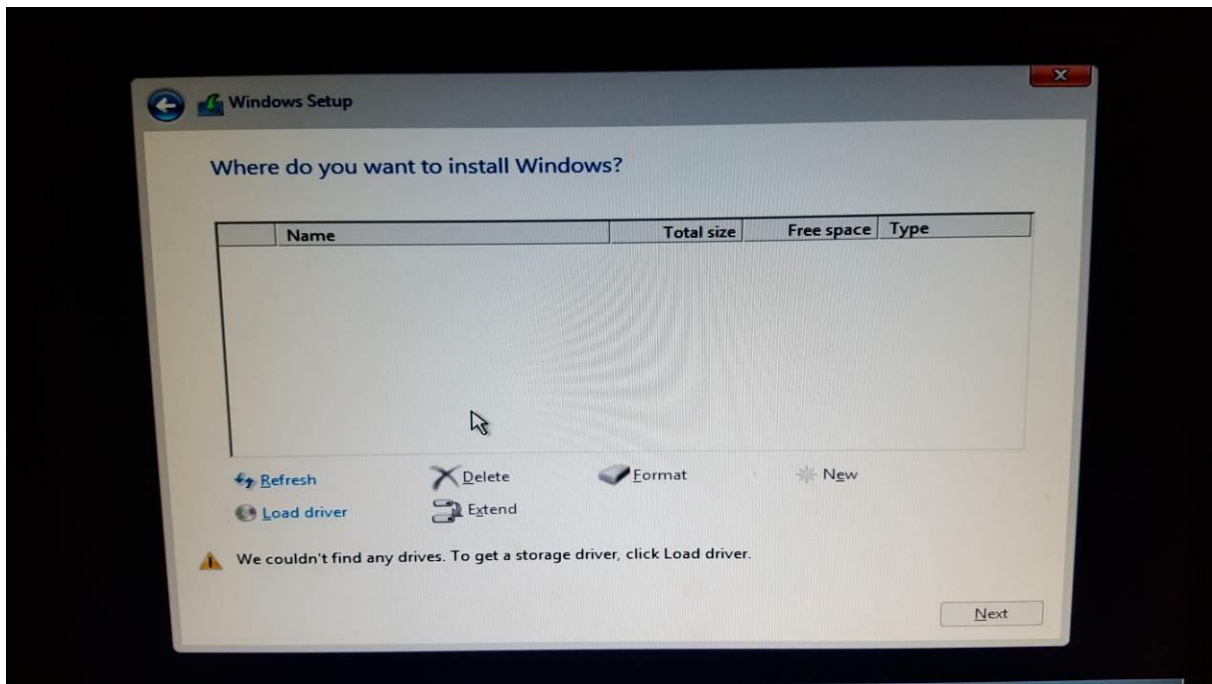 Windows Setup
Where do you want to install Windows?
Name Total size Free space Type
Refresh Delete Format New
Load driver Extend
We couldn't find any drives. To get a storage driver, click Load driver.
Next